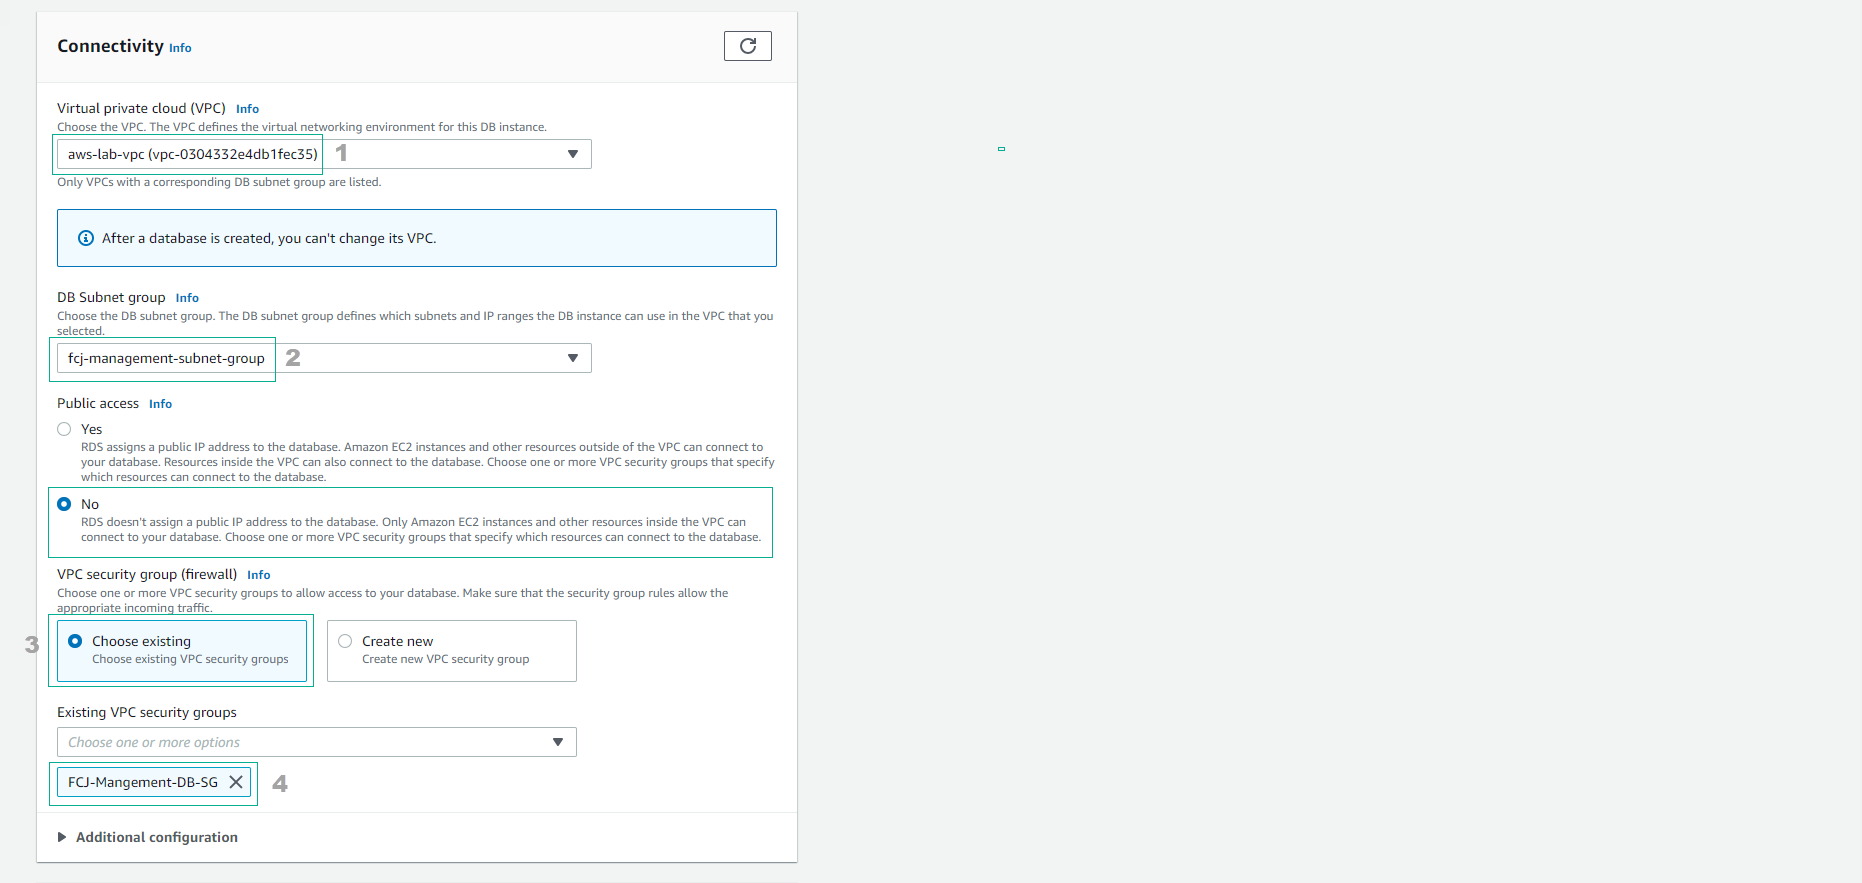 Connectivity Info
Virtual private cloud (VPC) Info
Choose the VPC. The VPC defines the virtual networking environment for this DB instance.
aws-lab-vpc (vpc-0304332e4db1fec35) 1
Only VPCs with a corresponding DB subnet group are listed.
After a database is created, you can't change its VPC.
DB Subnet group Info
Choose the DB subnet group. The DB subnet group defines which subnets and IP ranges the DB instance can use in the VPC that you
selected.
fcj-management-subnet-group 2
Public access Info
Yes
RDS assigns a public IP address to the database. Amazon EC2 instances and other resources outside of the VPC can connect to
your database. Resources inside the VPC can also connect to the database. Choose one or more VPC security groups that specify
which resources can connect to the database.
No
RDS doesn't assign a public IP address to the database. Only Amazon EC2 instances and other resources inside the VPC can
connect to your database. Choose one or more VPC security groups that specify which resources can connect to the database.
VPC security group (firewall) Info
Choose one or more VPC security groups to allow access to your database. Make sure that the security group rules allow the
appropriate incoming traffic.
3 Choose existing Create new
Choose existing VPC security groups Create new VPC security group
Existing VPC security groups
Choose one or more options
FCJ-Mangement-DB-SG 4
Additional configuration